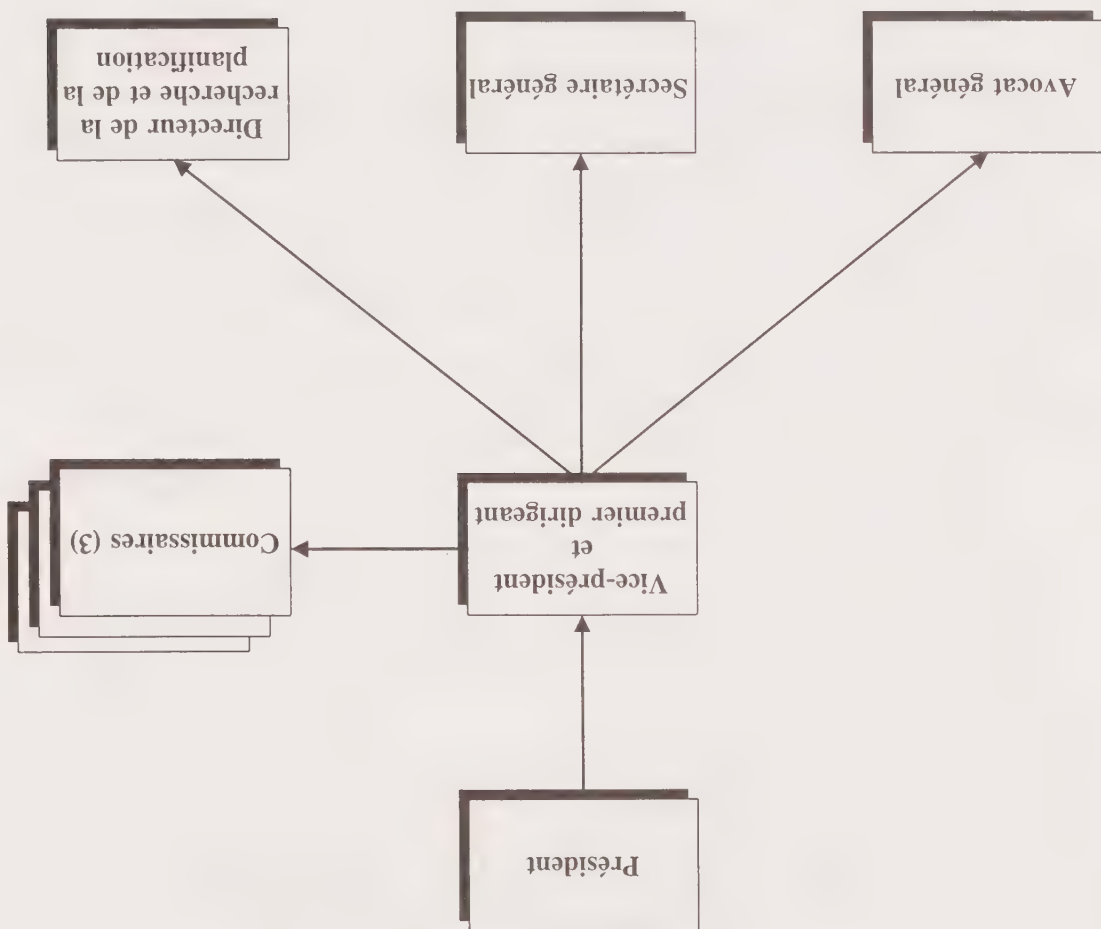 Président
Vice-président
et
premier dirigeant
Commissaires (3)
Avocat général
Secrétaire général
Directeur de la
recherche et de la
planification